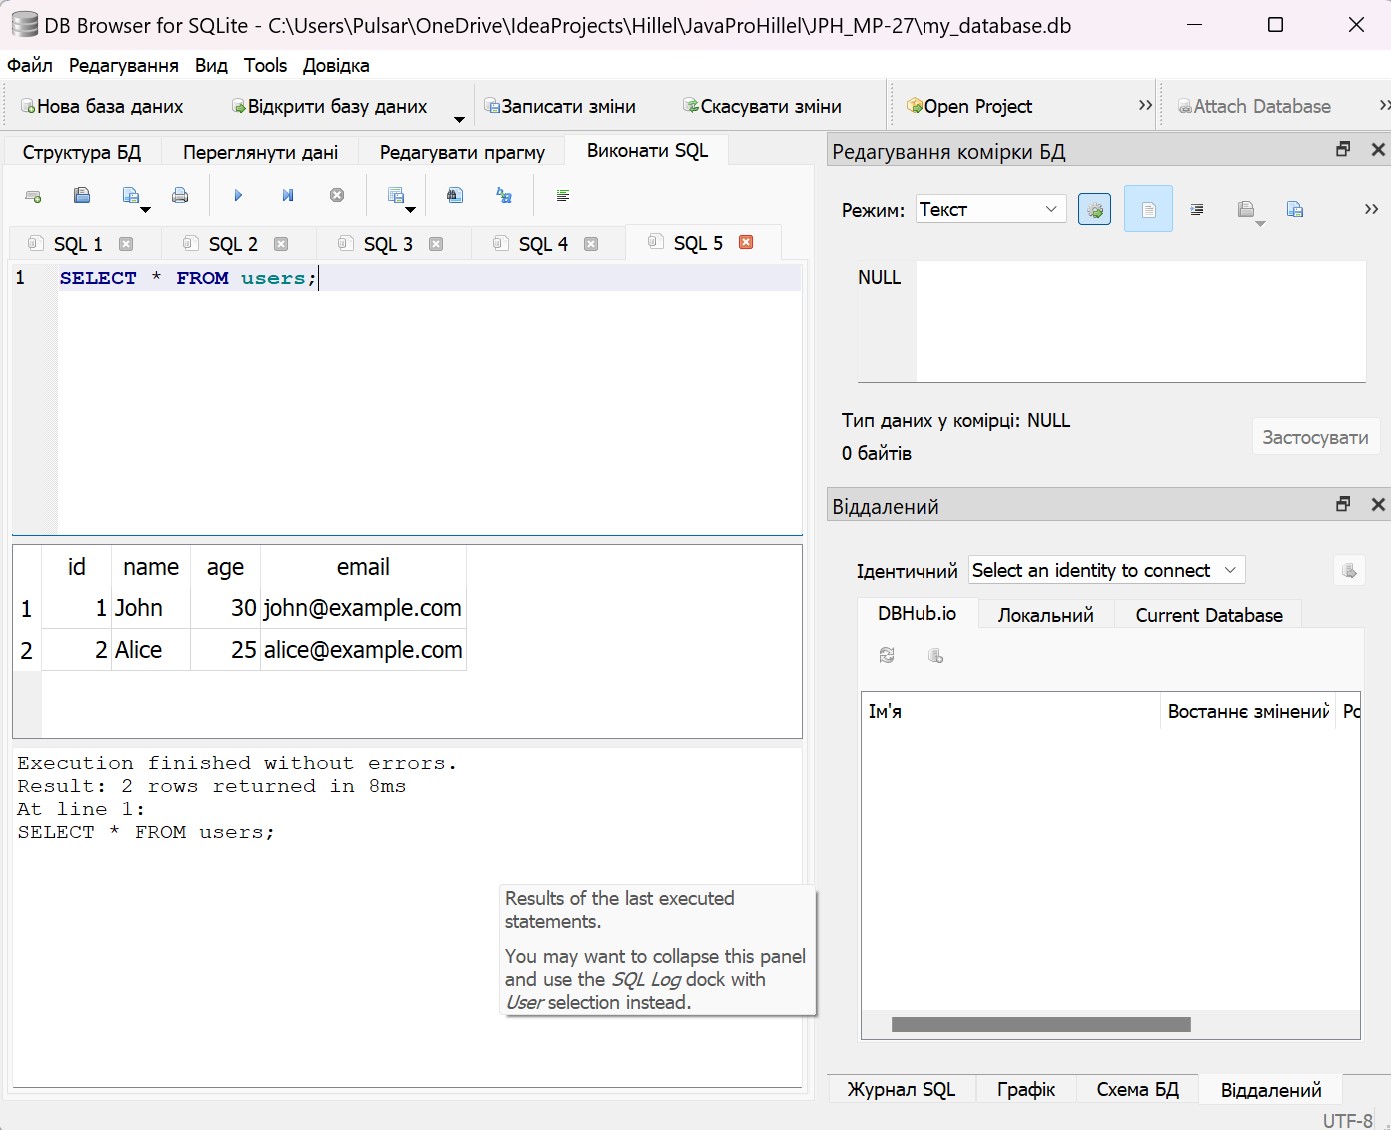 DB Browser for SQLite - C:\Users\Pulsar\OneDrive\IdeaProjects\Hillel\JavaProHillel\JPH_MP-27\my_database.db
Файл Редагування Вид Tools Довідка
Нова база даних Відкрити базу даних Записати зміни Скасувати зміни Open Project Attach Database
Структура БД Переглянути дані Редагувати прагму Виконати SQL
SQL 1 SQL 2 SQL 3 SQL 4 SQL 5
1 SELECT * FROM users;
id name age email
1 1 John 30 john@example.com
2 2 Alice 25 alice@example.com
Execution finished without errors.
Result: 2 rows returned in 8ms
At line 1:
SELECT * FROM users;
Results of the last executed
statements.
You may want to collapse this panel
and use the SQL Log dock with
User selection instead.
Редагування комірки БД
Режим: Текст
NULL
Тип даних у комірці: NULL
0 байтів
Застосувати
Віддалений
Ідентичний Select an identity to connect
DBHub.io Локальний Current Database
Ім'я Востаннє змінений Рс
Журнал SQL Графік Схема БД Віддалений
UTF-8